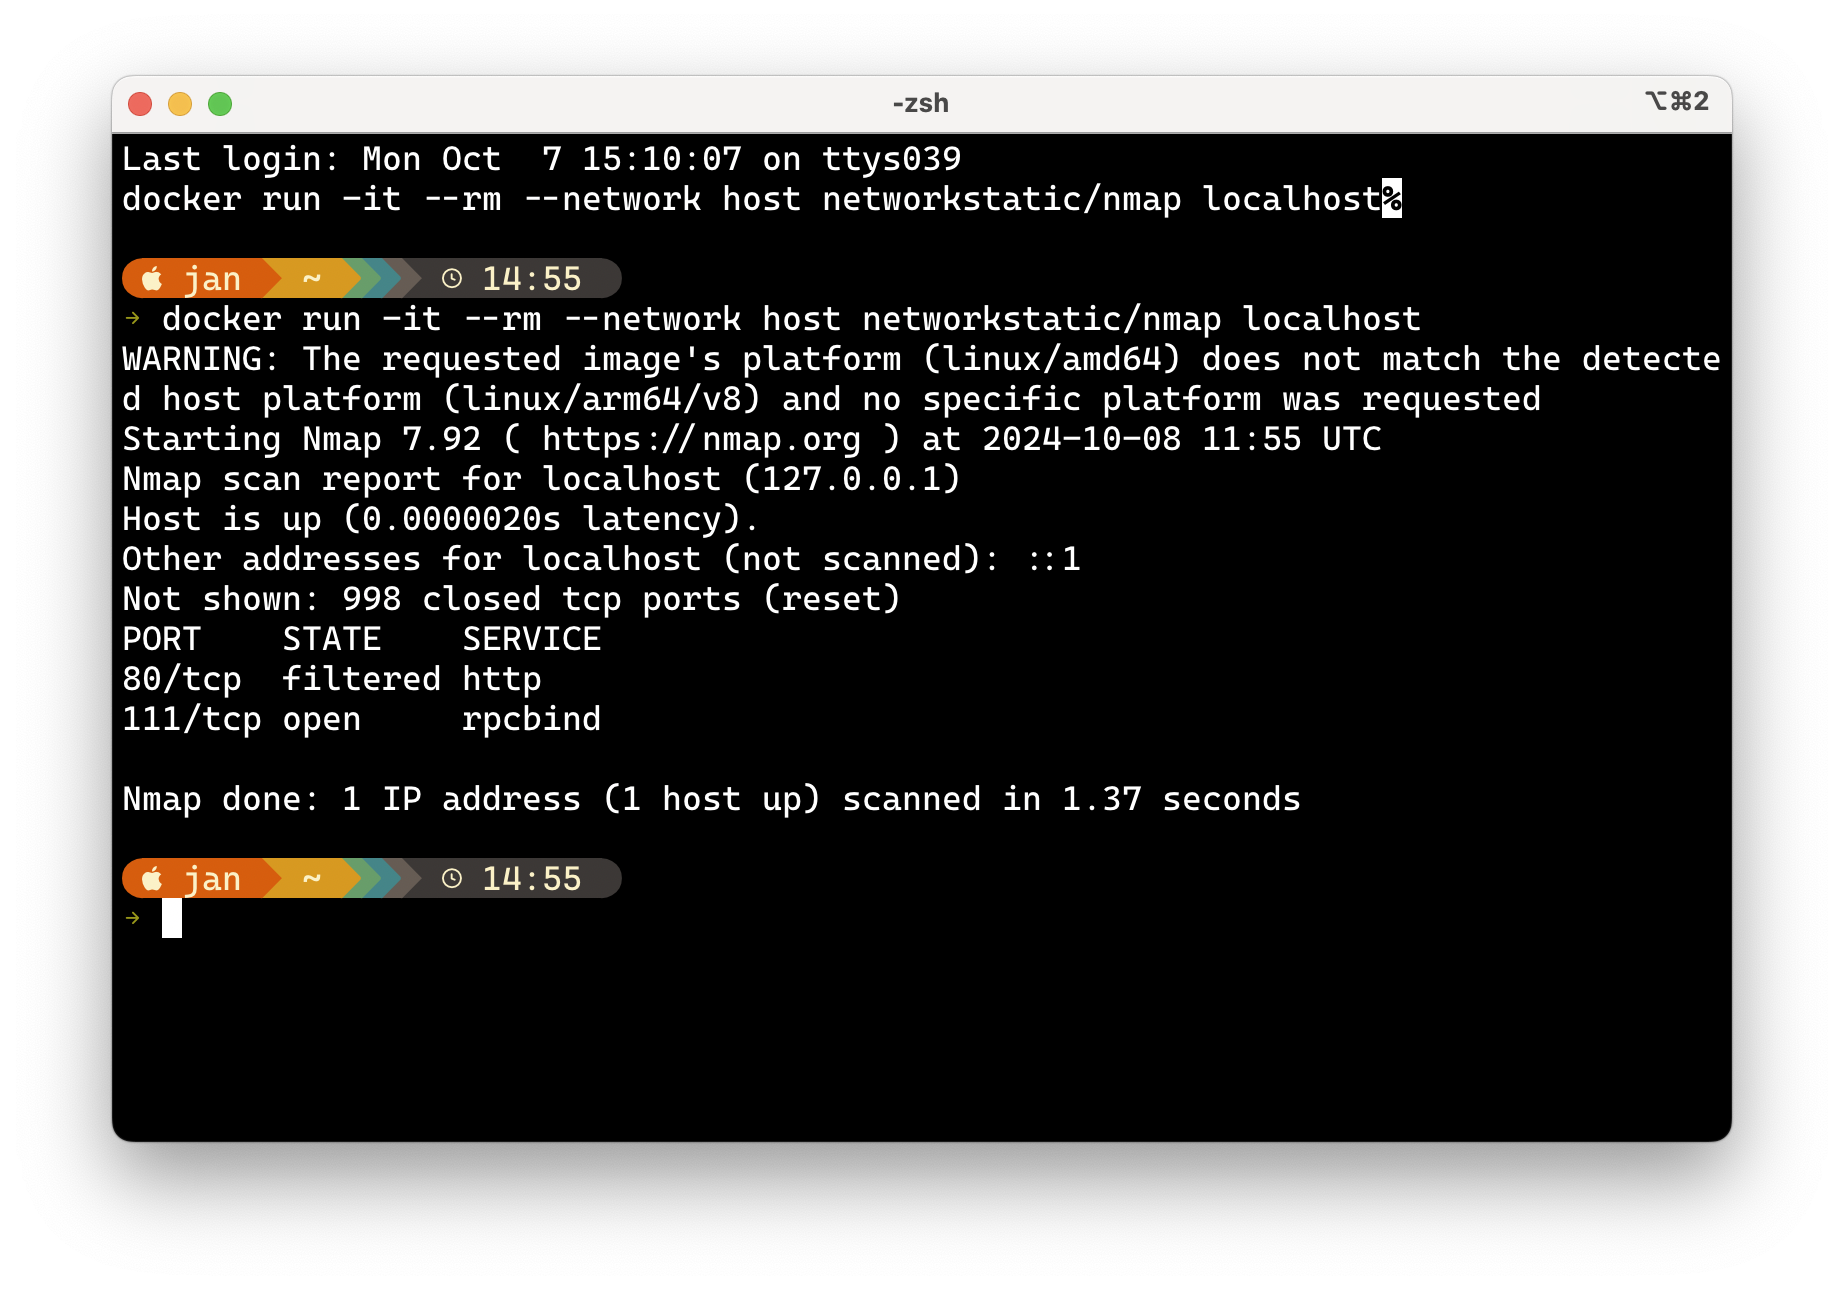 -zsh
⌥⌘2
Last login: Mon Oct  7 15:10:07 on ttys039
docker run -it --rm --network host networkstatic/nmap localhost%
jan ~ 14:55
→ docker run -it --rm --network host networkstatic/nmap localhost
WARNING: The requested image's platform (linux/amd64) does not match the detecte
d host platform (linux/arm64/v8) and no specific platform was requested
Starting Nmap 7.92 ( https://nmap.org ) at 2024-10-08 11:55 UTC
Nmap scan report for localhost (127.0.0.1)
Host is up (0.0000020s latency).
Other addresses for localhost (not scanned): ::1
Not shown: 998 closed tcp ports (reset)
PORT    STATE    SERVICE
80/tcp  filtered http
111/tcp open     rpcbind
Nmap done: 1 IP address (1 host up) scanned in 1.37 seconds
jan ~ 14:55
→